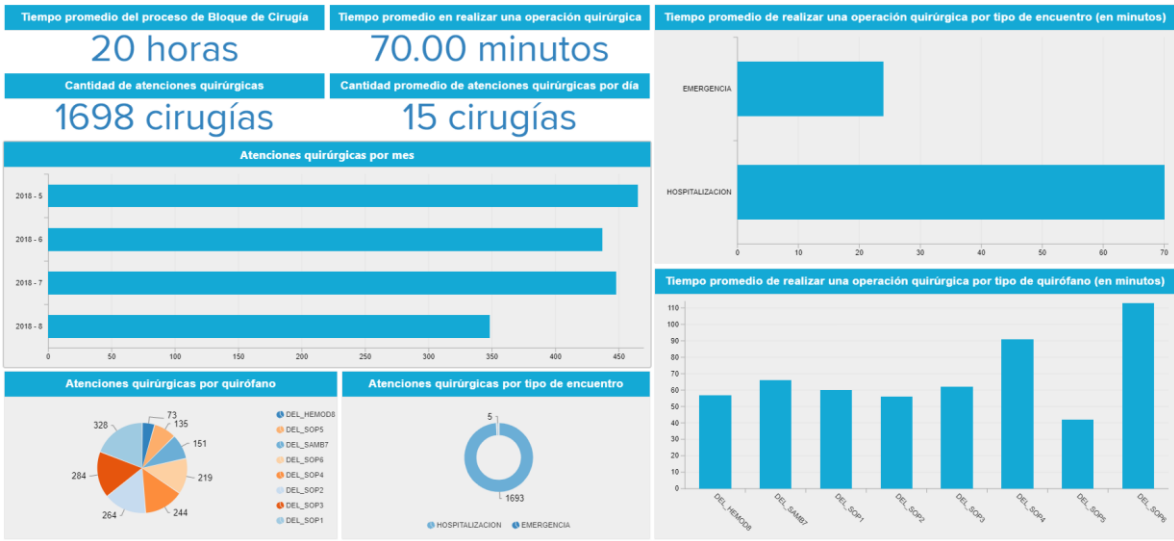 Tiempo promedio del proceso de Bloque de Cirugía
20 horas
Tiempo promedio en realizar una operación quirúrgica
70.00 minutos
Cantidad de atenciones quirúrgicas
1698 cirugías
Cantidad promedio de atenciones quirúrgicas por día
15 cirugías
Atenciones quirúrgicas por mes
2018 - 5
2018 - 6
2018 - 7
2018 - 8
0 50 100 150 200 250 300 350 400 450
Atenciones quirúrgicas por quirófano
73
135
151
219
244
264
284
328
DEL_HEMOD8
DEL_SOP5
DEL_SAMB7
DEL_SOP6
DEL_SOP4
DEL_SOP2
DEL_SOP3
DEL_SOP1
Atenciones quirúrgicas por tipo de encuentro
5
1693
HOSPITALIZACION EMERGENCIA
Tiempo promedio de realizar una operación quirúrgica por tipo de encuentro (en minutos)
EMERGENCIA
HOSPITALIZACION
0 10 20 30 40 50 60 70
Tiempo promedio de realizar una operación quirúrgica por tipo de quirófano (en minutos)
110
100
90
80
70
60
50
40
30
20
10
0
DEL_HEMOD8 DEL_SAMB7 DEL_SOP1 DEL_SOP2 DEL_SOP3 DEL_SOP4 DEL_SOP5 DEL_SOP6